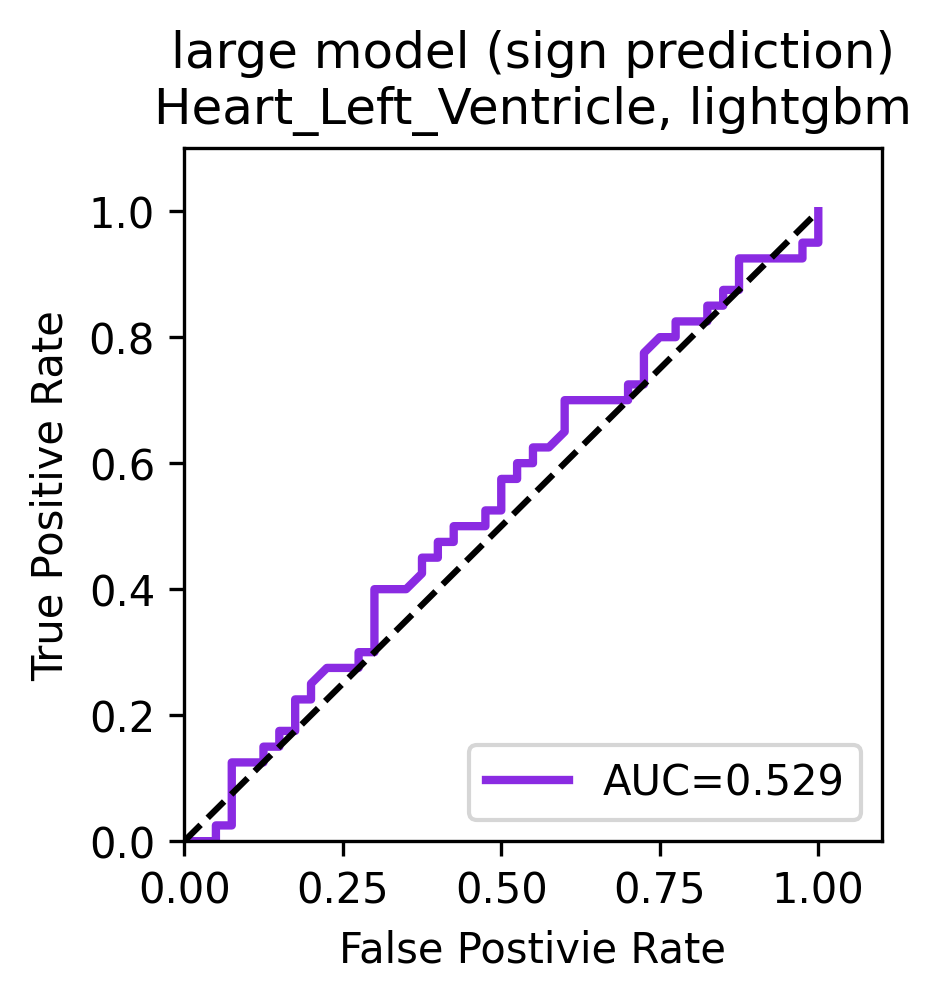 large model (sign prediction)
Heart_Left_Ventricle, lightgbm
True Positive Rate
1.0
0.8
0.6
0.4
0.2
0.0
AUC=0.529
0.00 0.25 0.50 0.75 1.00
False Postivie Rate